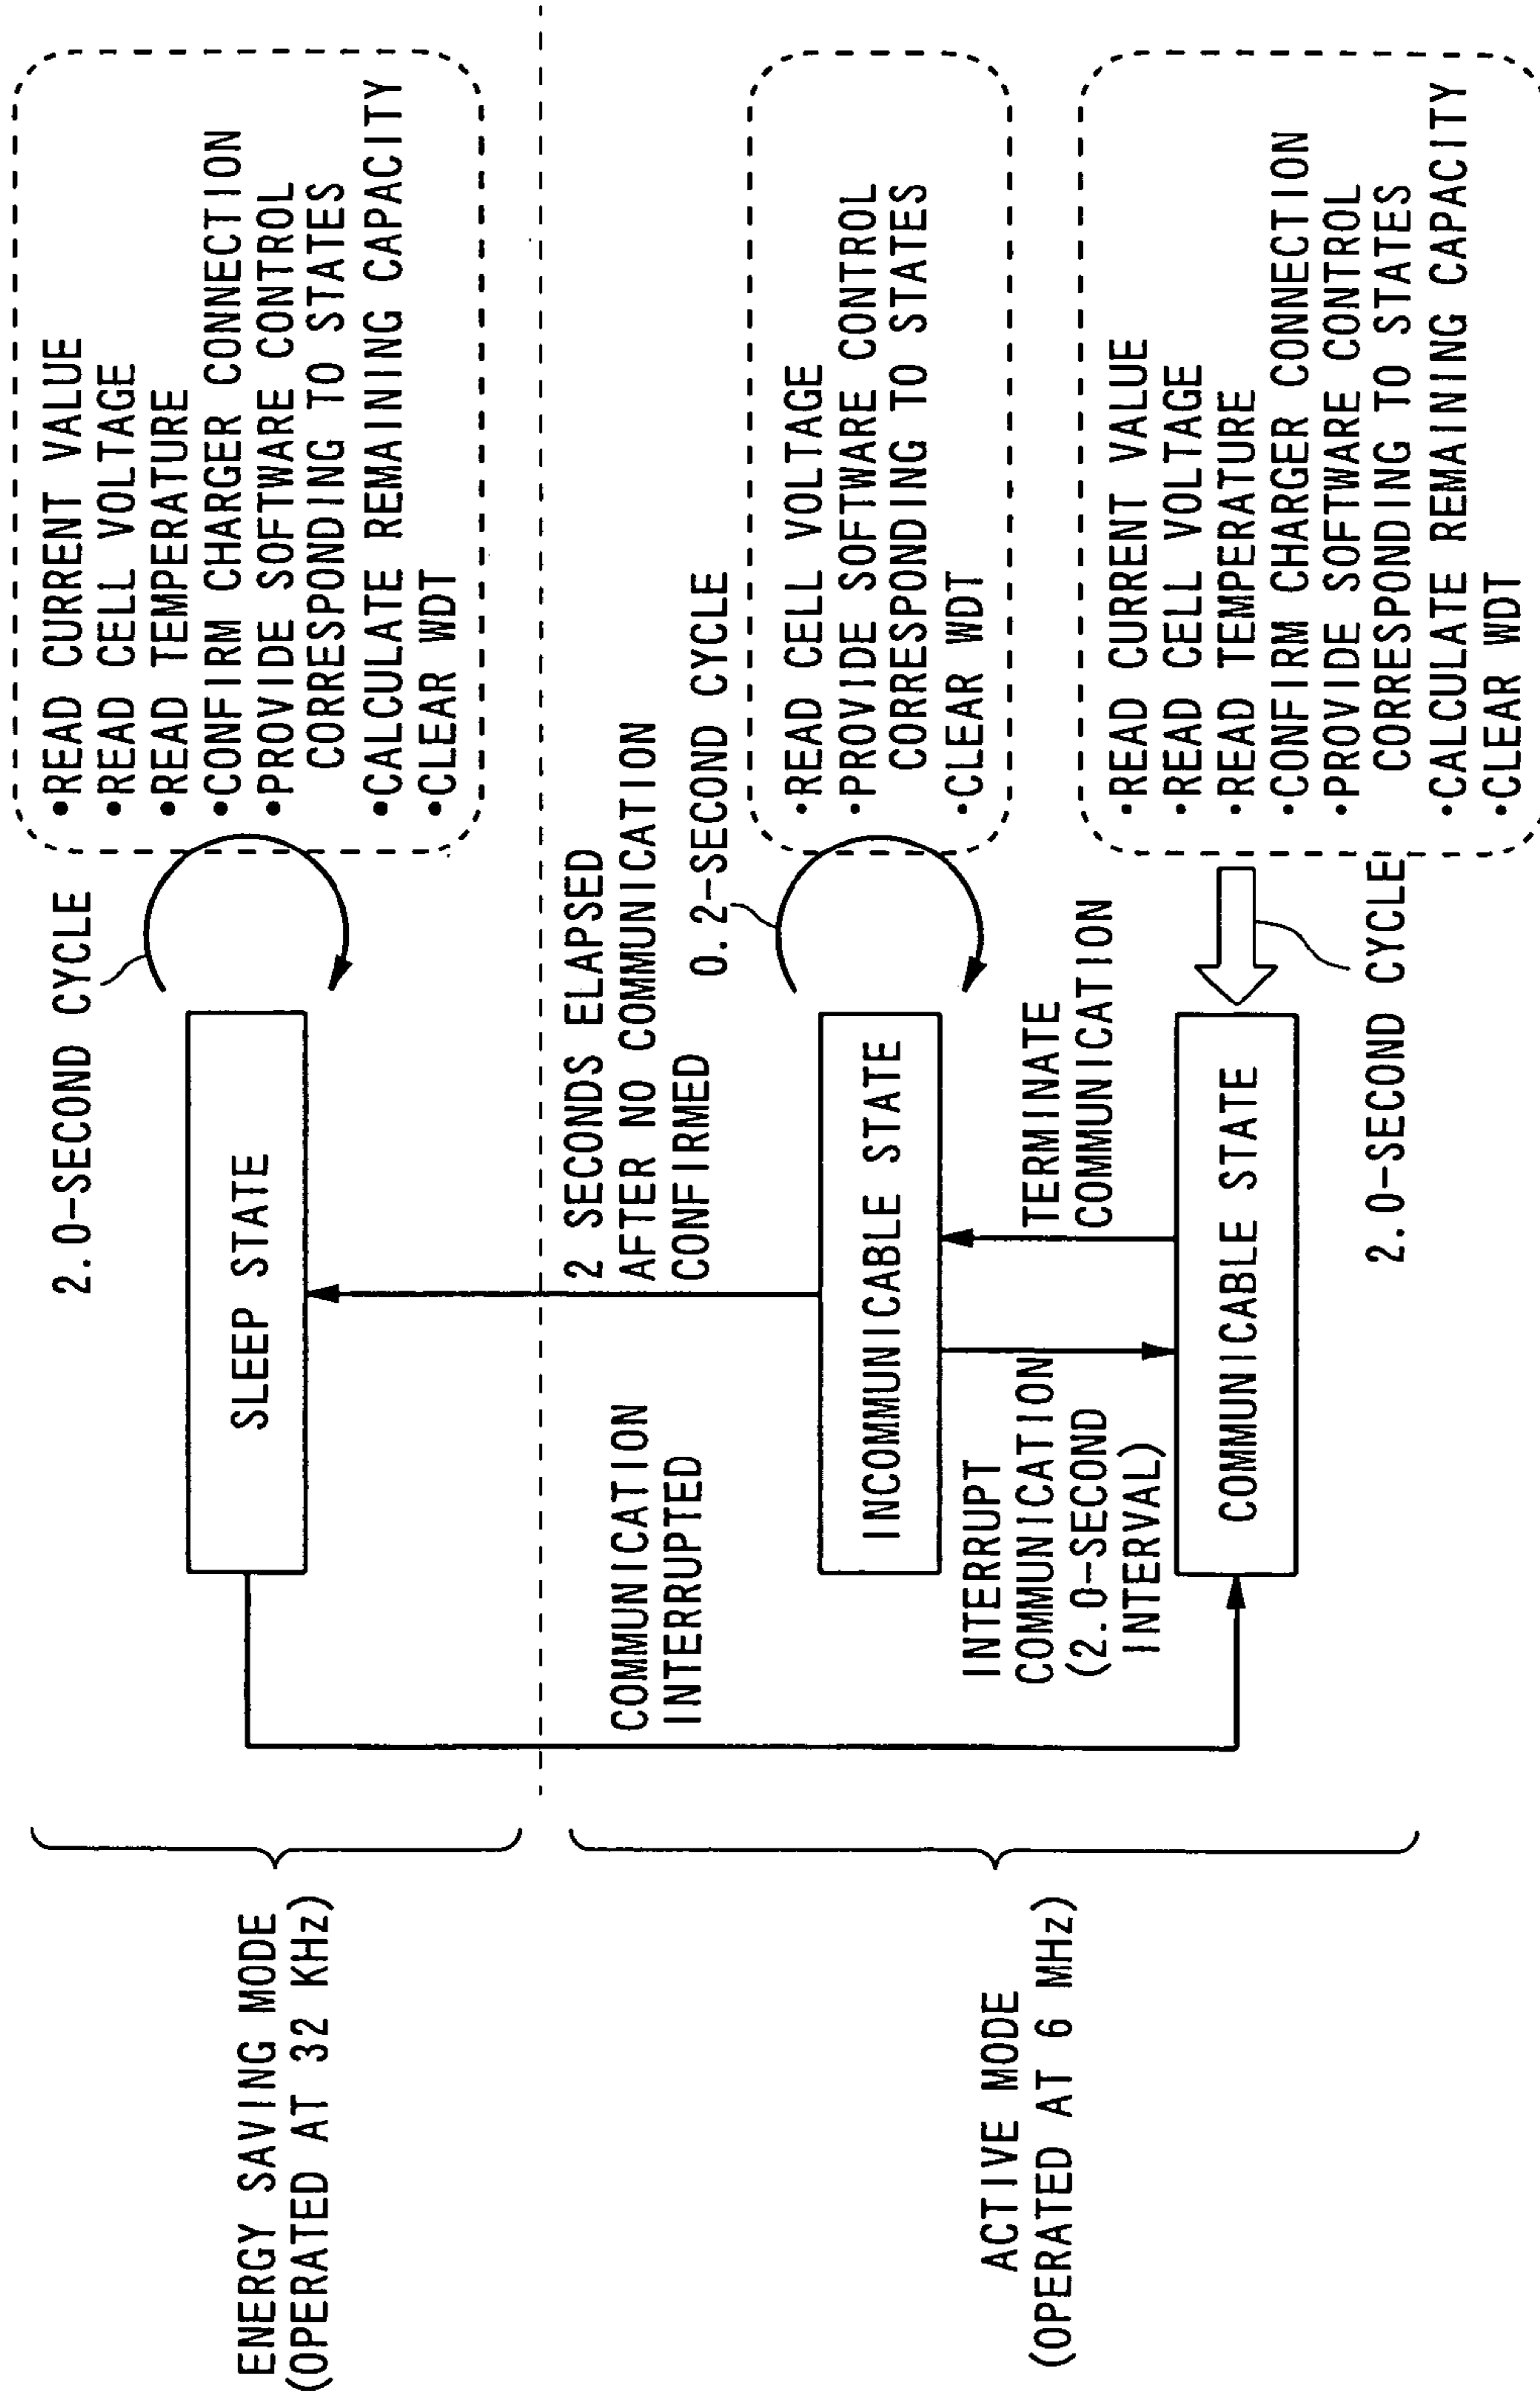 ENERGY SAVING MODE
(OPERATED AT 32 KHz)
2.0-SECOND CYCLE
SLEEP STATE
•READ CURRENT VALUE
•READ CELL VOLTAGE
•READ TEMPERATURE
•CONFIRM CHARGER CONNECTION
•PROVIDE SOFTWARE CONTROL
CORRESPONDING TO STATES
•CALCULATE REMAINING CAPACITY
•CLEAR WDT
COMMUNICATION
INTERRUPTED
2 SECONDS ELAPSED
AFTER NO COMMUNICATION
CONFIRMED
ACTIVE MODE
(OPERATED AT 6 MHz)
0.2-SECOND CYCLE
INCOMMUNICABLE STATE
•READ CELL VOLTAGE
•PROVIDE SOFTWARE CONTROL
CORRESPONDING TO STATES
•CLEAR WDT
INTERRUPT
COMMUNICATION
(2.0-SECOND
INTERVAL)
TERMINATE
COMMUNICATION
COMMUNICABLE STATE
2.0-SECOND CYCLE
•READ CURRENT VALUE
•READ CELL VOLTAGE
•READ TEMPERATURE
•CONFIRM CHARGER CONNECTION
•PROVIDE SOFTWARE CONTROL
CORRESPONDING TO STATES
•CALCULATE REMAINING CAPACITY
•CLEAR WDT